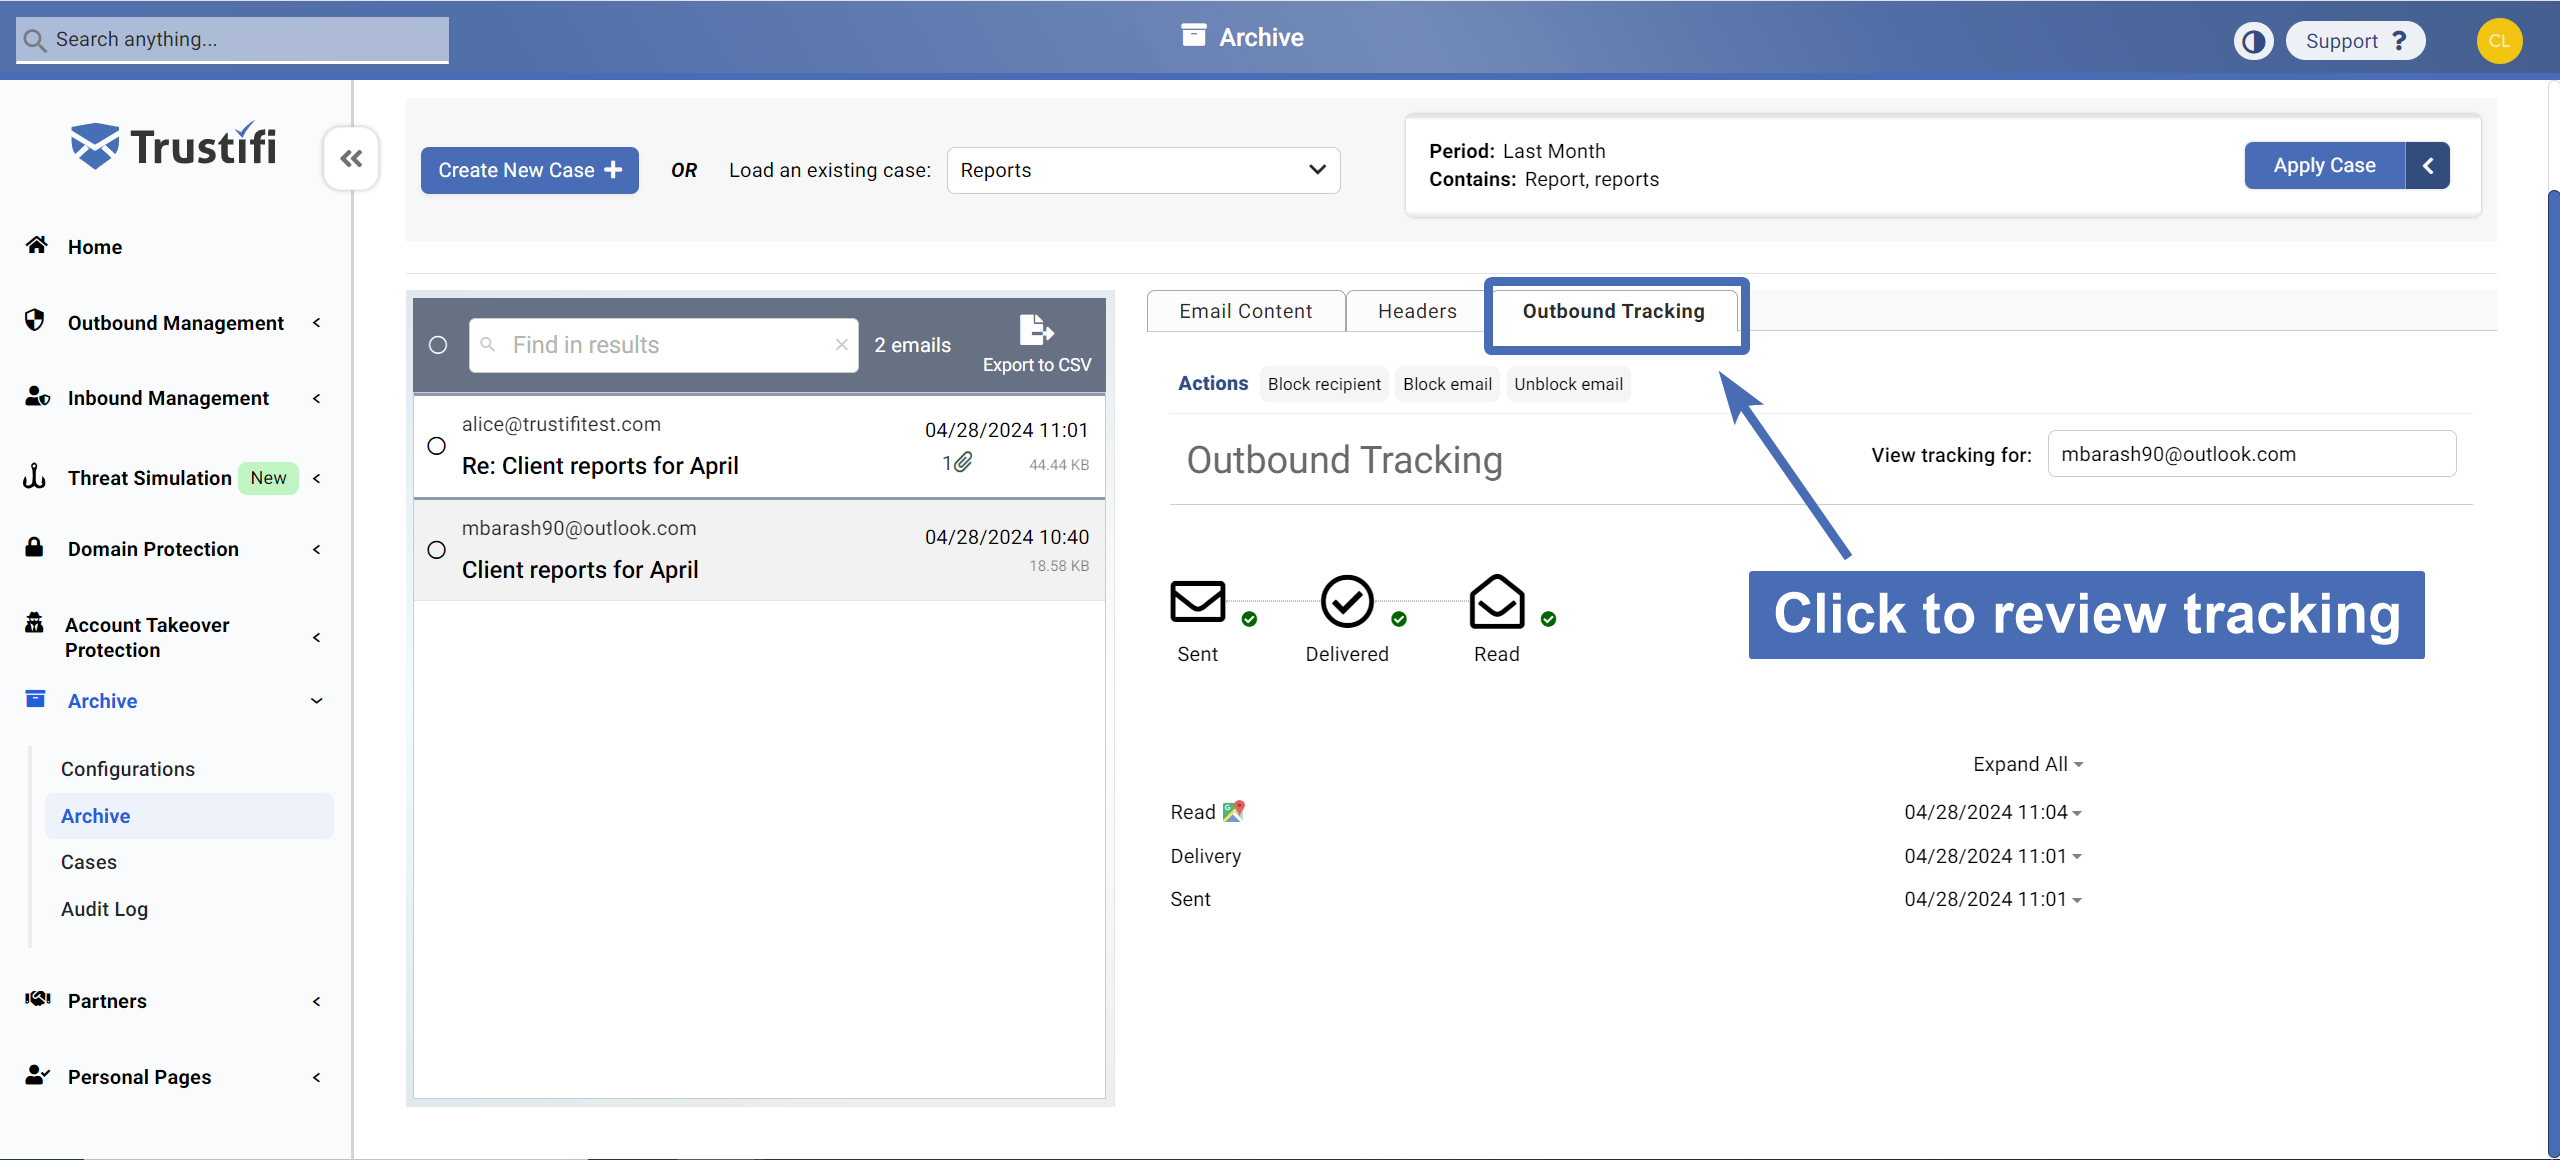 Search anything...
Archive
Support ?
CL
Trustifi
Create New Case +
OR
Load an existing case:
Reports
Period: Last Month
Contains: Report, reports
Apply Case
Home
Outbound Management
Inbound Management
Threat Simulation New
Domain Protection
Account Takeover
Protection
Archive
Configurations
Archive
Cases
Audit Log
Partners
Personal Pages
Find in results
2 emails
Export to CSV
alice@trustifitest.com
04/28/2024 11:01
Re: Client reports for April
1
44.44 KB
mbarash90@outlook.com
04/28/2024 10:40
Client reports for April
18.58 KB
Email Content
Headers
Outbound Tracking
Actions
Block recipient
Block email
Unblock email
Outbound Tracking
View tracking for:
mbarash90@outlook.com
Click to review tracking
Sent
Delivered
Read
Expand All
Read
04/28/2024 11:04
Delivery
04/28/2024 11:01
Sent
04/28/2024 11:01